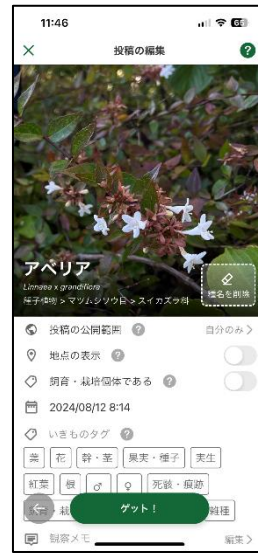 11:46
投稿の編集
アベリア
Linnaea x grandiflora
種子植物 > マツムシソウ目 > スイカズラ科
種名を削除
投稿の公開範囲 ?
自分のみ >
地点の表示 ?
飼育・栽培個体である ?
2024/08/12 8:14
いきものタグ ?
葉 花 幹・茎 果実・種子 実生
紅葉 根 ♂ ♀ 死骸・痕跡
ゲット!
雑種
観察メモ
編集 >